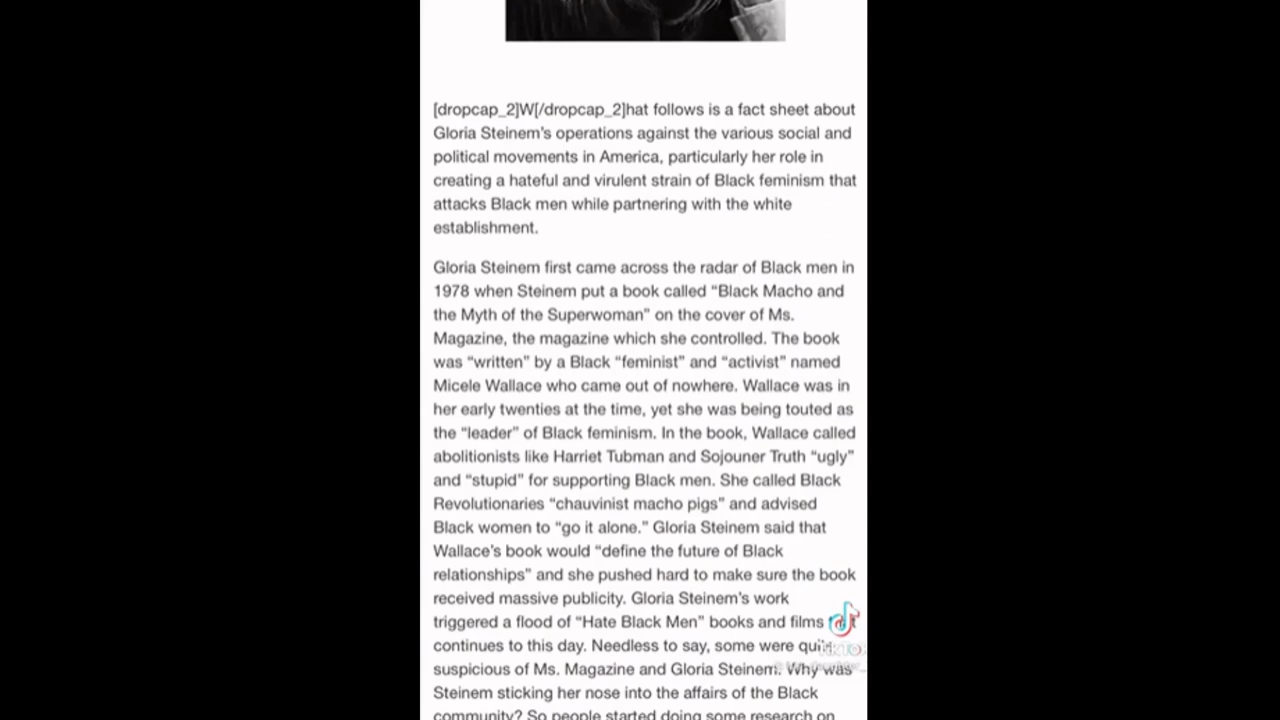 [dropcap_2]W[/dropcap_2]hat follows is a fact sheet about
Gloria Steinem's operations against the various social and
political movements in America, particularly her role in
creating a hateful and virulent strain of Black feminism that
attacks Black men while partnering with the white
establishment.
Gloria Steinem first came across the radar of Black men in
1978 when Steinem put a book called “Black Macho and
the Myth of the Superwoman” on the cover of Ms.
Magazine, the magazine which she controlled. The book
was “written” by a Black “feminist” and “activist” named
Micele Wallace who came out of nowhere. Wallace was in
her early twenties at the time, yet she was being touted as
the “leader” of Black feminism. In the book, Wallace called
abolitionists like Harriet Tubman and Sojouner Truth “ugly”
and “stupid” for supporting Black men. She called Black
Revolutionaries “chauvinist macho pigs” and advised
Black women to “go it alone.” Gloria Steinem said that
Wallace's book would “define the future of Black
relationships” and she pushed hard to make sure the book
received massive publicity. Gloria Steinem's work
triggered a flood of “Hate Black Men” books and films
continues to this day. Needless to say, some were quite
suspicious of Ms. Magazine and Gloria Steinem. Why was
Steinem sticking her nose into the affairs of the Black
community? So people started doing some research on
TikTok